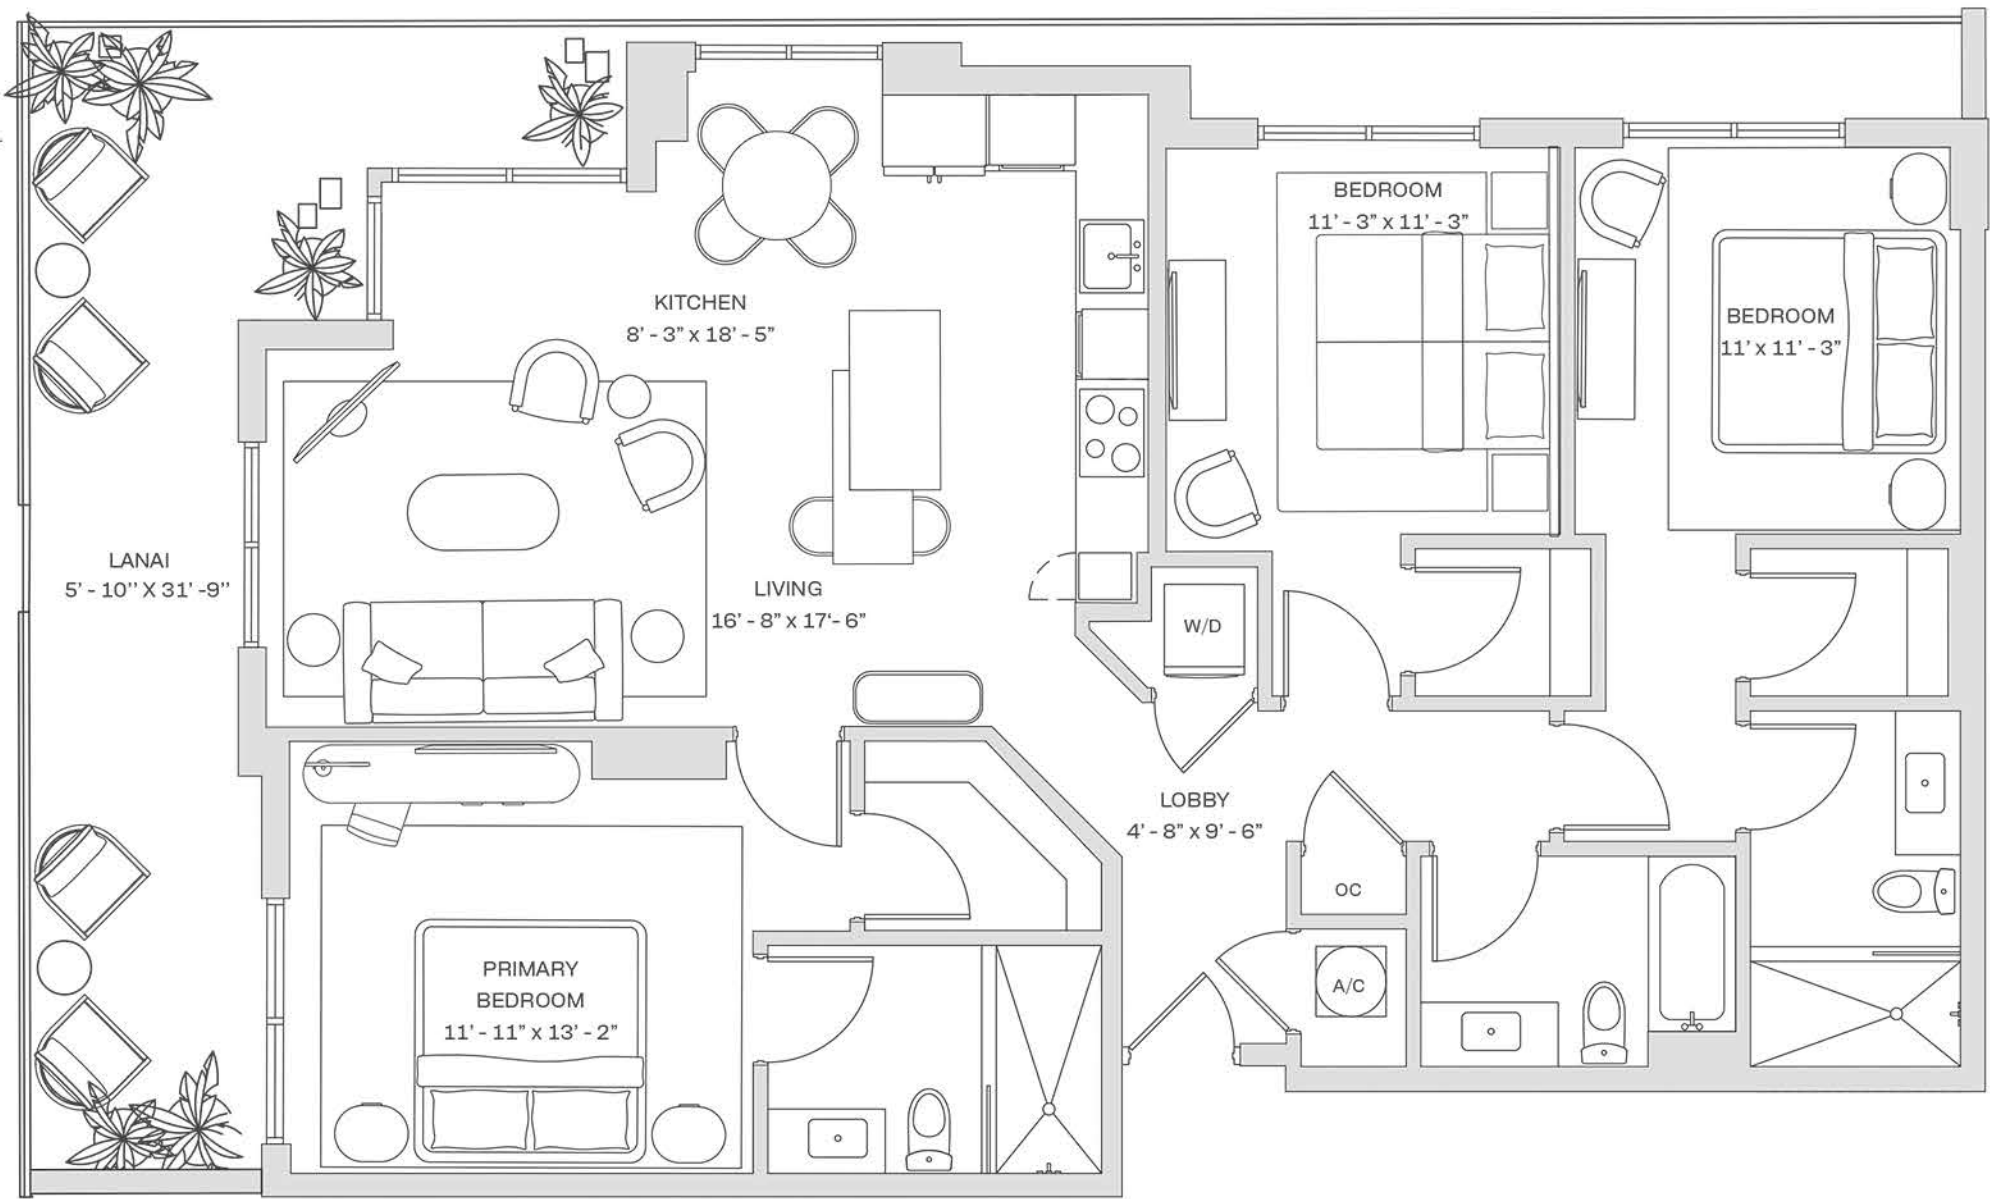 BEDROOM
11' - 3” x 11' - 3”
BEDROOM
11' x 11' - 3”
KITCHEN
8' - 3” x 18' - 5”
LANAI
5' - 10'' X 31' -9''
LIVING
16' - 8” x 17'- 6”
W/D
LOBBY
4' - 8” x 9' - 6”
OC
A/C
PRIMARY
BEDROOM
11' - 11” x 13' - 2”